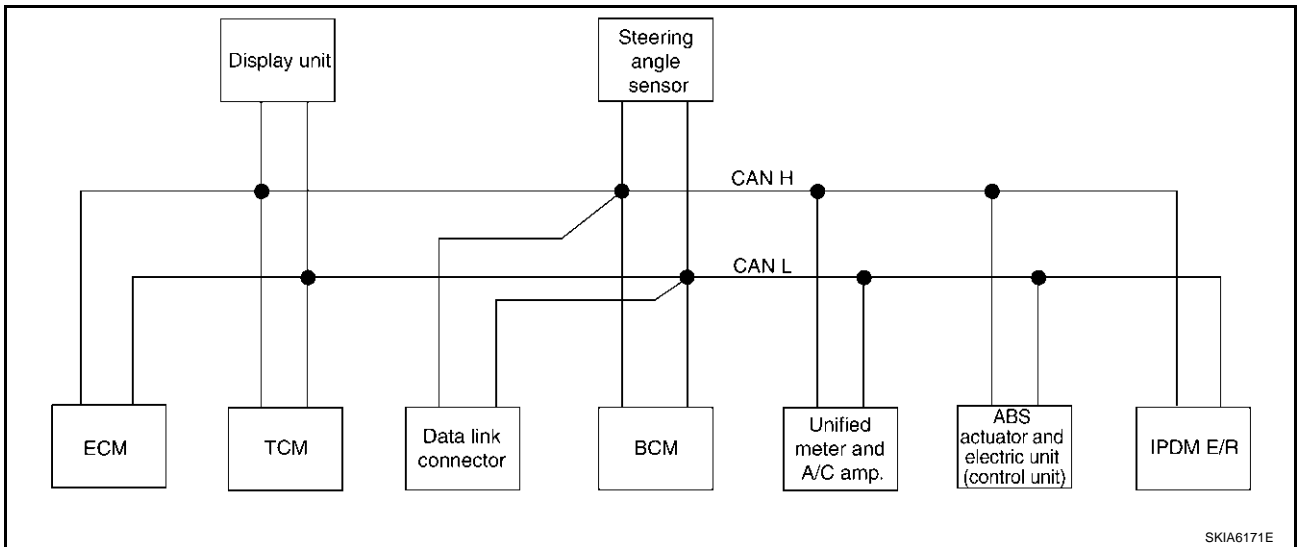 Display unit
Steering
angle
sensor
CAN H
CAN L
ECM
TCM
Data link
connector
BCM
Unified
meter and
A/C amp.
ABS
actuator and
electric unit
(control unit)
IPDM E/R
SKIA6171E